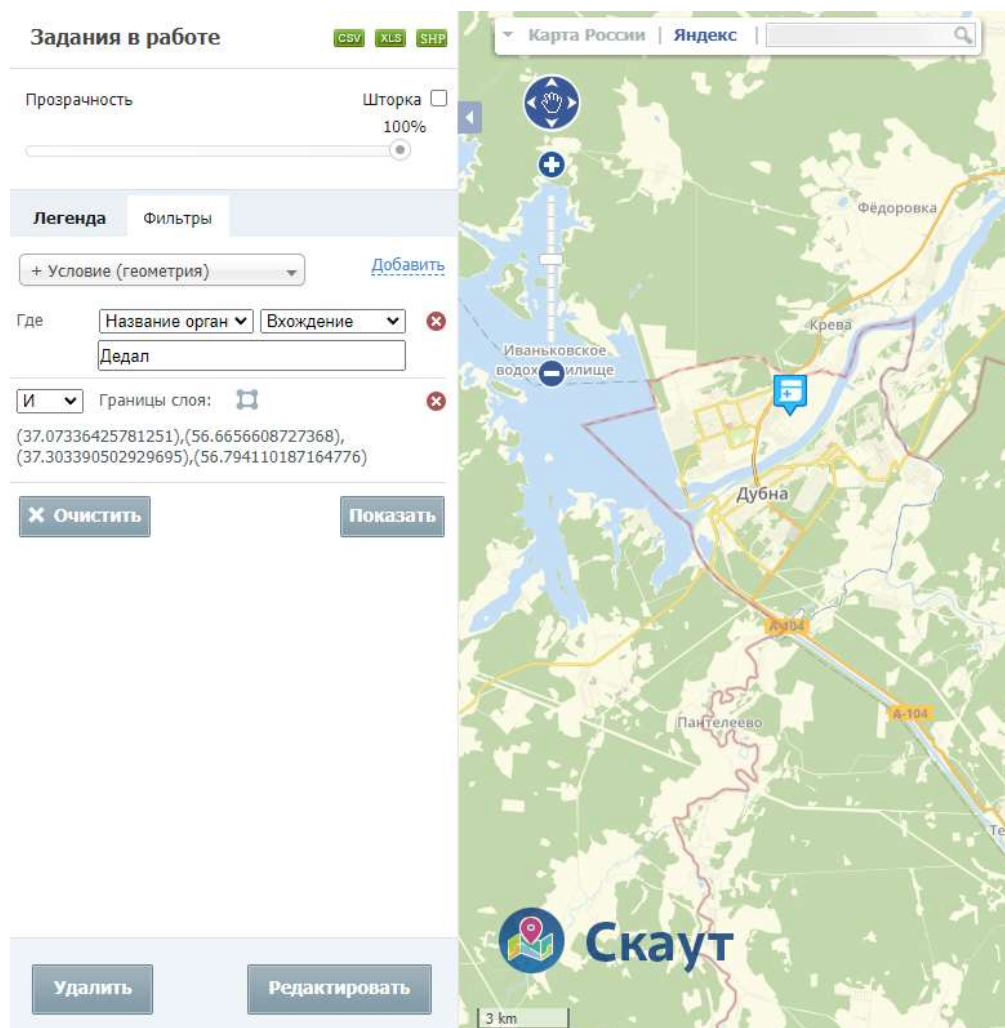 Задания в работе
CSV XLS SHP
Прозрачность
Шторка
100%
Легенда
Фильтры
+ Условие (геометрия)
Добавить
Где
Название орган
Вхождение
Дедал
И
Границы слоя:
(37.07336425781251),(56.6656608727368),
(37.303390502929695),(56.794110187164776)
Очистить
Показать
Удалить
Редактировать
Карта России | Яндекс |
Фёдоровка
Крева
Иваньковское
Дубна
А-104
А-104
Пантелеево
Скаут
3 km